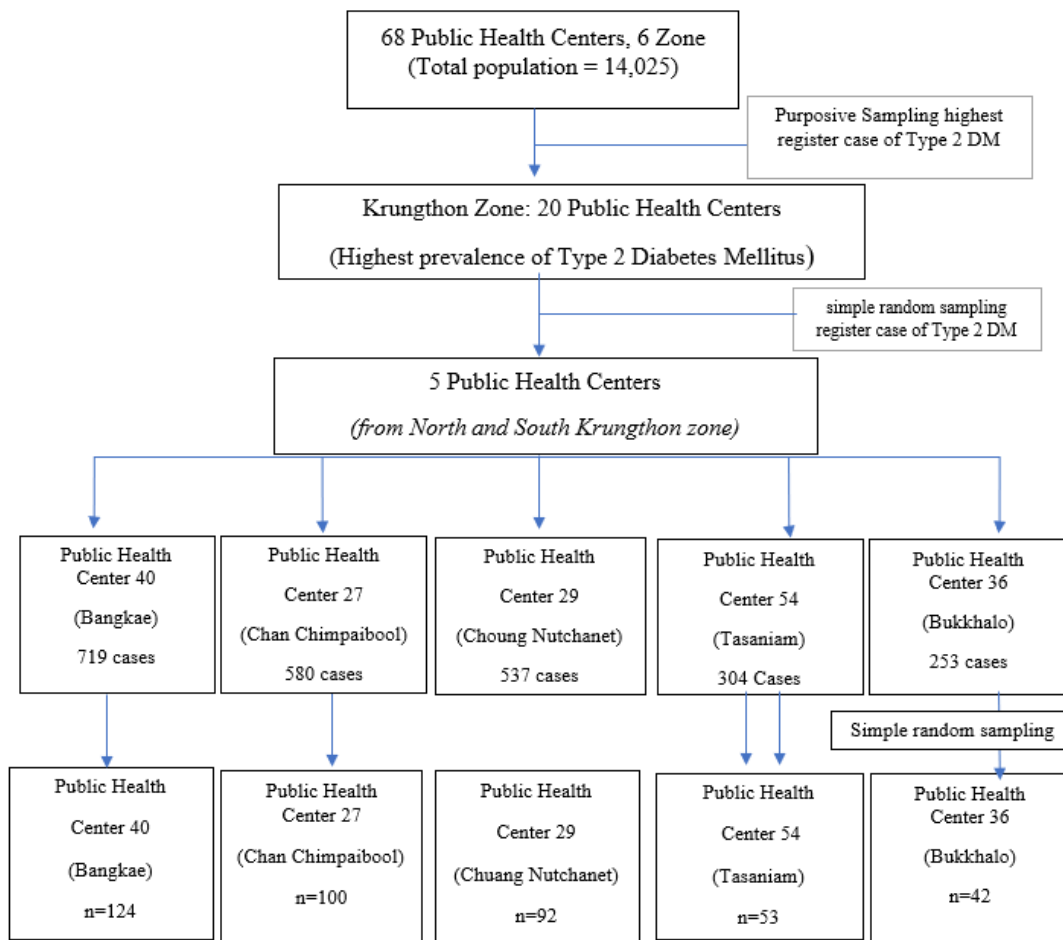 68 Public Health Centers, 6 Zone
(Total population = 14,025)
Purposive Sampling highest
register case of Type 2 DM
Krungthon Zone: 20 Public Health Centers
(Highest prevalence of Type 2 Diabetes Mellitus)
simple random sampling
register case of Type 2 DM
5 Public Health Centers
(from North and South Krungthon zone)
Public Health
Center 40
(Bangkae)
719 cases
Public Health
Center 27
(Chan Chimpaibool)
580 cases
Public Health
Center 29
(Choung Nutchanet)
537 cases
Public Health
Center 54
(Tasaniam)
304 Cases
Public Health
Center 36
(Bukkhalo)
253 cases
Simple random sampling
Public Health
Center 40
(Bangkae)
n=124
Public Health
Center 27
(Chan Chimpaibool)
n=100
Public Health
Center 29
(Chuang Nutchanet)
n=92
Public Health
Center 54
(Tasaniam)
n=53
Public Health
Center 36
(Bukkhalo)
n=42